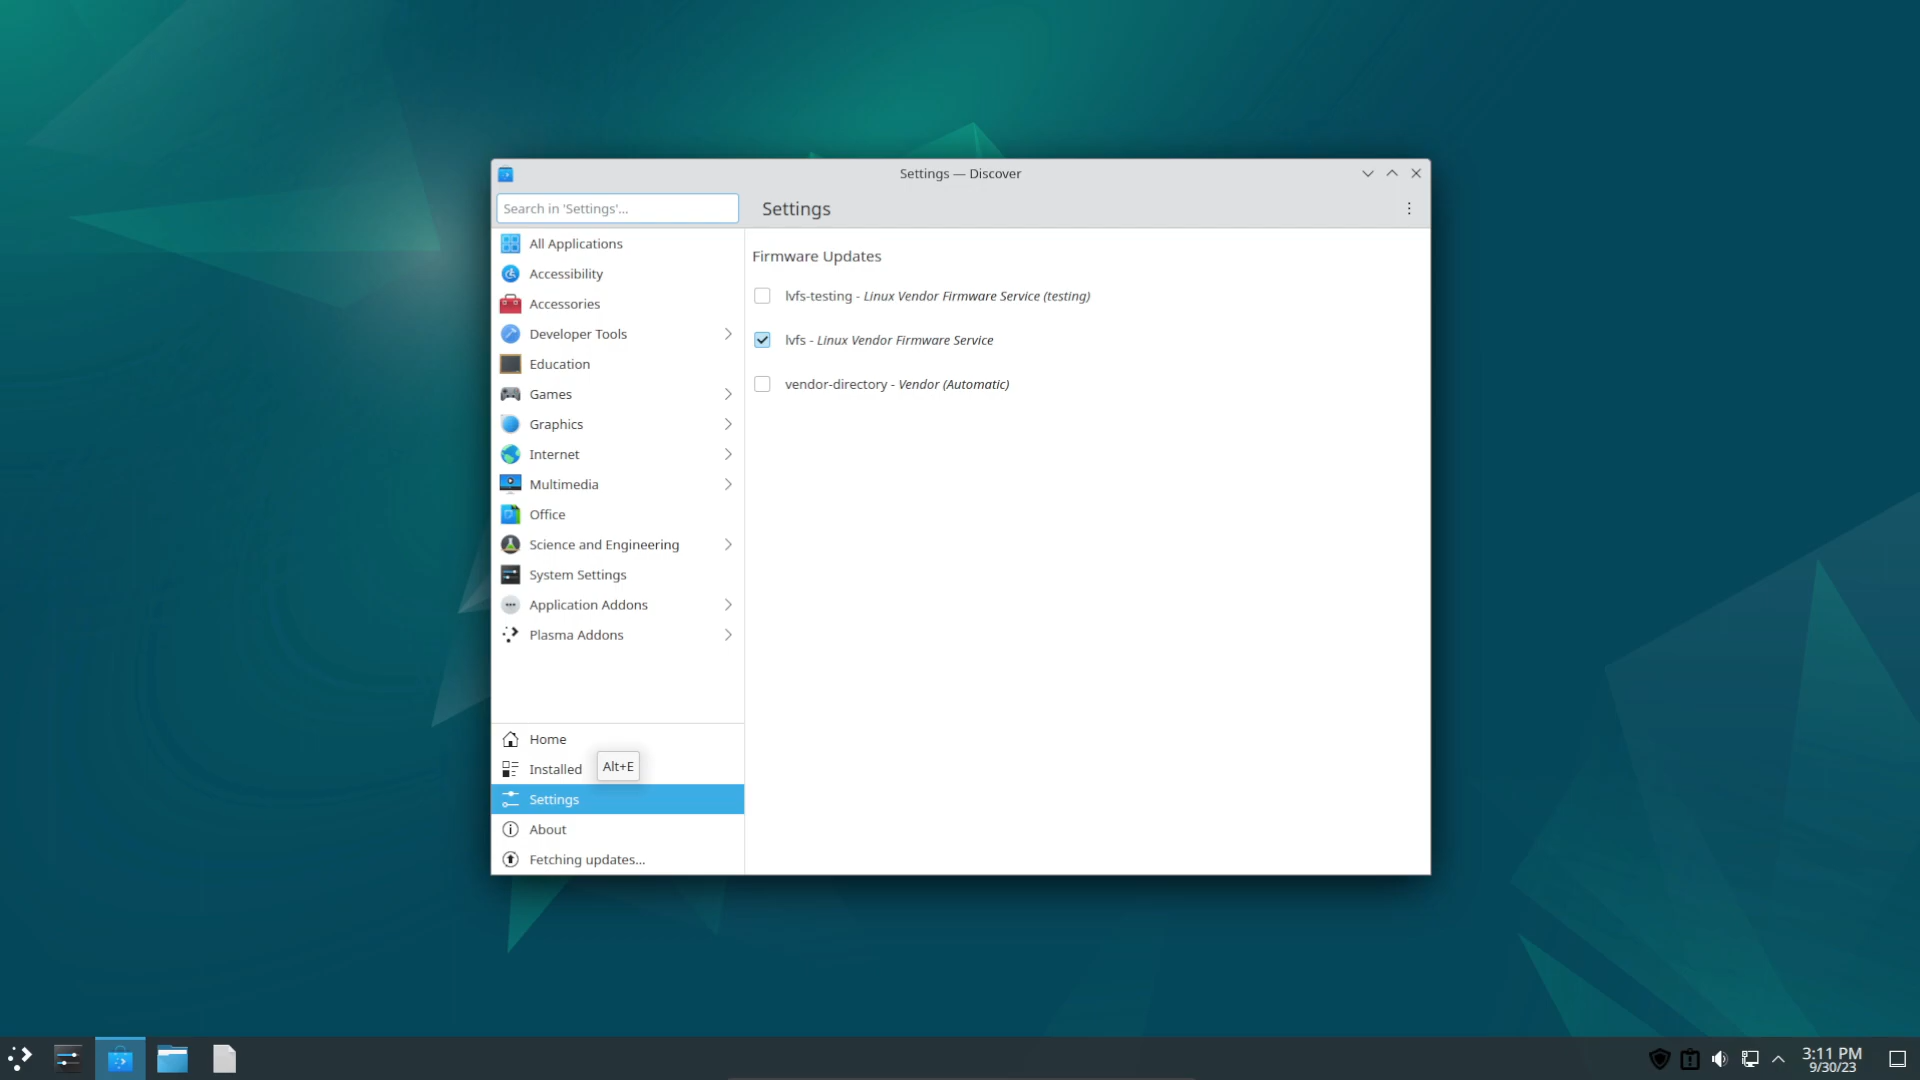 Settings — Discover
Search in 'Settings'...
Settings
All Applications
Accessibility
Accessories
Developer Tools
Education
Games
Graphics
Internet
Multimedia
Office
Science and Engineering
System Settings
Application Addons
Plasma Addons
Home
Installed
Alt+E
Settings
About
Fetching updates...
Firmware Updates
lvfs-testing - Linux Vendor Firmware Service (testing)
lvfs - Linux Vendor Firmware Service
vendor-directory - Vendor (Automatic)
3:11 PM
9/30/23